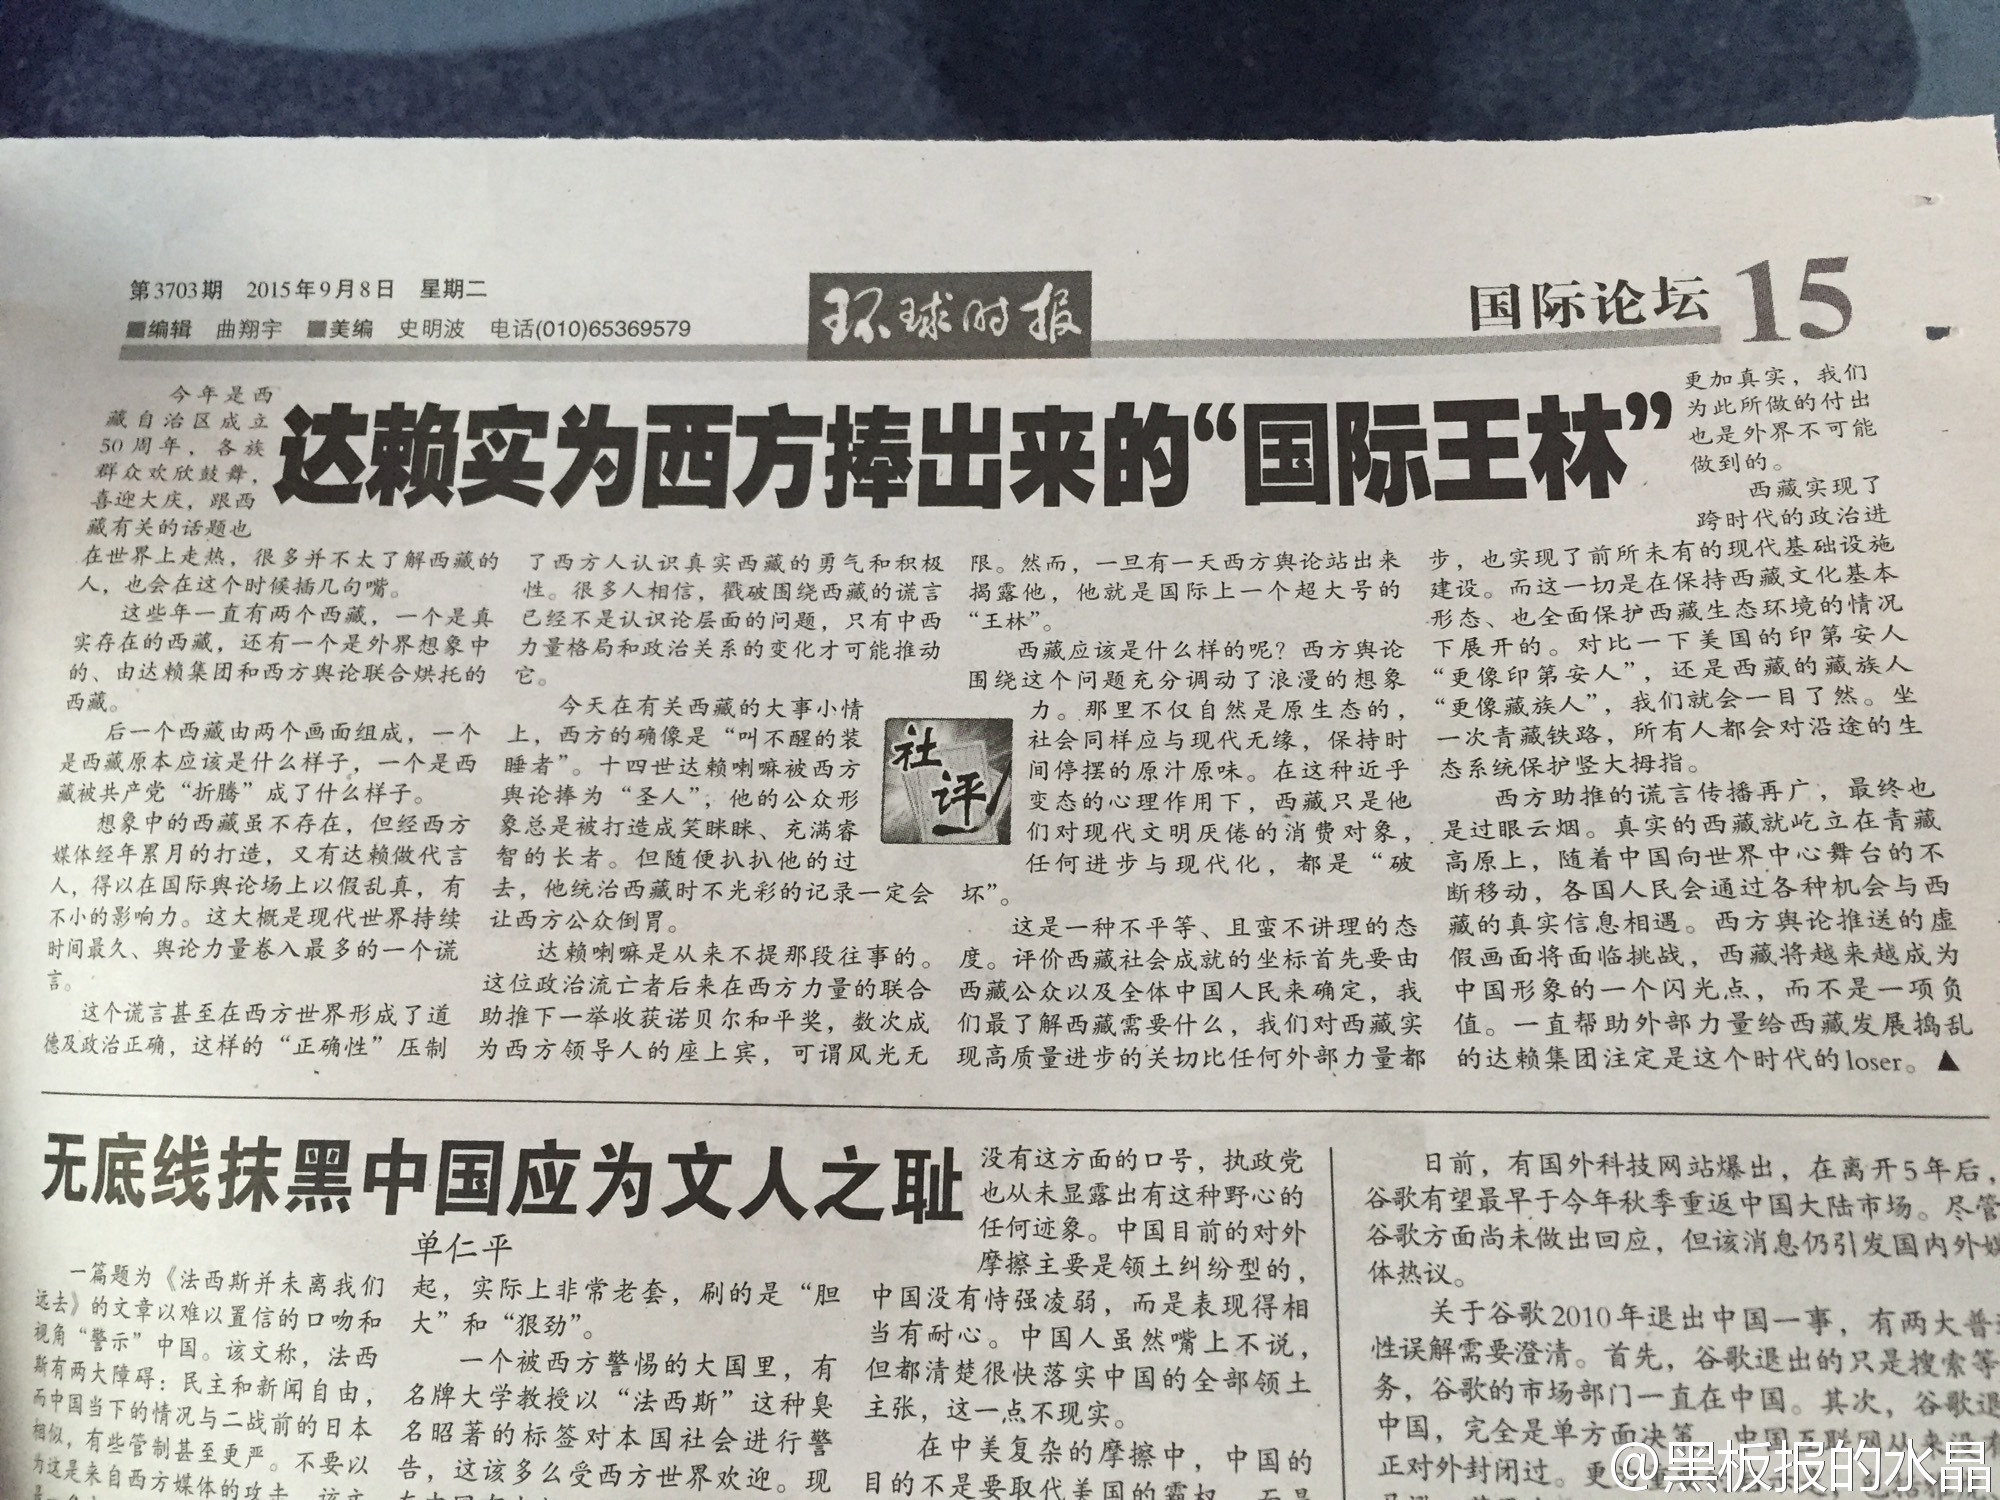 第3703期 2015年9月8日 星期二
■编辑 曲翔宇 ■美编 史明波 电话(010)65369579
环球时报
国际论坛 15
达赖实为西方捧出来的“国际王林”
今年是西
藏自治区成立
50周年，各族
群众欢欣鼓舞，
喜迎大庆，跟西
藏有关的话题也
在世界上走热，很多并不太了解西藏的
人，也会在这个时候插几句嘴。
这些年一直有两个西藏，一个是真
实存在的西藏，还有一个是外界想象中
的、由达赖集团和西方舆论联合烘托的
西藏。
后一个西藏由两个画面组成，一个
是西藏原本应该是什么样子，一个是西
藏被共产党“折腾”成了什么样子。
想象中的西藏虽不存在，但经西方
媒体经年累月的打造，又有达赖做代言
人，得以在国际舆论场上以假乱真，有
不小的影响力。这大概是现代世界持续
时间最久、舆论力量卷入最多的一个谎
言。
这个谎言甚至在西方世界形成了道
德及政治正确，这样的“正确性”压制
了西方人认识真实西藏的勇气和积极
性。很多人相信，戳破围绕西藏的谎言
已经不是认识论层面的问题，只有中西
力量格局和政治关系的变化才可能推动
它。
今天在有关西藏的大事小情
上，西方的确像是“叫不醒的装
睡者”。十四世达赖喇嘛被西方
舆论捧为“圣人”，他的公众形
象总是被打造成笑眯眯、充满睿
智的长者。但随便扒扒他的过
去，他统治西藏时不光彩的记录一定会
让西方公众倒胃。
达赖喇嘛是从来不提那段往事的。
这位政治流亡者后来在西方力量的联合
助推下一举收获诺贝尔和平奖，数次成
为西方领导人的座上宾，可谓风光无
社评
限。然而，一旦有一天西方舆论站出来
揭露他，他就是国际上一个超大号的
“王林”。
西藏应该是什么样的呢？西方舆论
围绕这个问题充分调动了浪漫的想象
力。那里不仅自然是原生态的，
社会同样应与现代无缘，保持时
间停摆的原汁原味。在这种近乎
变态的心理作用下，西藏只是他
们对现代文明厌倦的消费对象，
任何进步与现代化，都是“破
坏”。
这是一种不平等、且蛮不讲理的态
度。评价西藏社会成就的坐标首先要由
西藏公众以及全体中国人民来确定，我
们最了解西藏需要什么，我们对西藏实
现高质量进步的关切比任何外部力量都
更加真实，我们
为此所做的付出
也是外界不可能
做到的。
西藏实现了
跨时代的政治进
步，也实现了前所未有的现代基础设施
建设。而这一切是在保持西藏文化基本
形态、也全面保护西藏生态环境的情况
下展开的。对比一下美国的印第安人
“更像印第安人”，还是西藏的藏族人
“更像藏族人”，我们就会一目了然。坐
一次青藏铁路，所有人都会对沿途的生
态系统保护竖大拇指。
西方助推的谎言传播再广，最终也
是过眼云烟。真实的西藏就屹立在青藏
高原上，随着中国向世界中心舞台的不
断移动，各国人民会通过各种机会与西
藏的真实信息相遇。西方舆论推送的虚
假画面将面临挑战，西藏将越来越成为
中国形象的一个闪光点，而不是一项负
值。一直帮助外部力量给西藏发展捣乱
的达赖集团注定是这个时代的loser。▲
无底线抹黑中国应为文人之耻
单仁平
一篇题为《法西斯并未离我们
远去》的文章以难以置信的口吻和
视角“警示”中国。该文称，法西
斯有两大障碍：民主和新闻自由，
而中国当下的情况与二战前的日本
相似，有些管制甚至更严。不要以
为这是来自西方媒体的攻击，该文
起，实际上非常老套，刷的是“胆
大”和“狠劲”。
一个被西方警惕的大国里，有
名牌大学教授以“法西斯”这种臭
名昭著的标签对本国社会进行警
告，这该多么受西方世界欢迎。现
没有这方面的口号，执政党
也从未显露出有这种野心的
任何迹象。中国目前的对外
摩擦主要是领土纠纷型的，
中国没有恃强凌弱，而是表现得相
当有耐心。中国人虽然嘴上不说，
但都清楚很快落实中国的全部领土
主张，这一点不现实。
在中美复杂的摩擦中，中国的
目的不是要取代美国的霸权，而是
日前，有国外科技网站爆出，在离开5年后，
谷歌有望最早于今年秋季重返中国大陆市场。尽管
谷歌方面尚未做出回应，但该消息仍引发国内外媒
体热议。
关于谷歌2010年退出中国一事，有两大普
性误解需要澄清。首先，谷歌退出的只是搜索等
务，谷歌的市场部门一直在中国。其次，谷歌退
中国，完全是单方面决策，中国互联网从来没有
正对外封闭过。
@黑板报的水晶